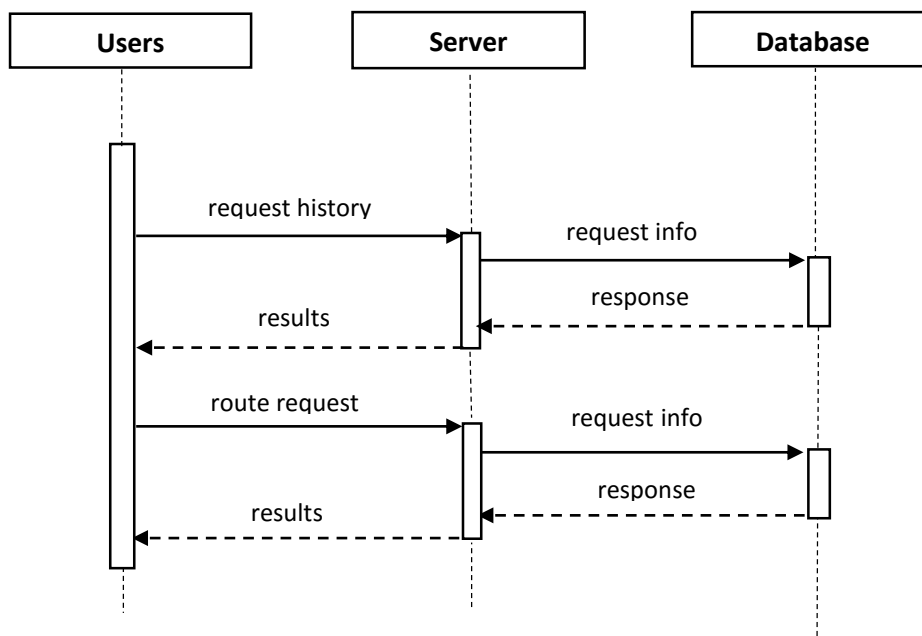 Users
Server
Database
request history
request info
response
results
route request
request info
response
results